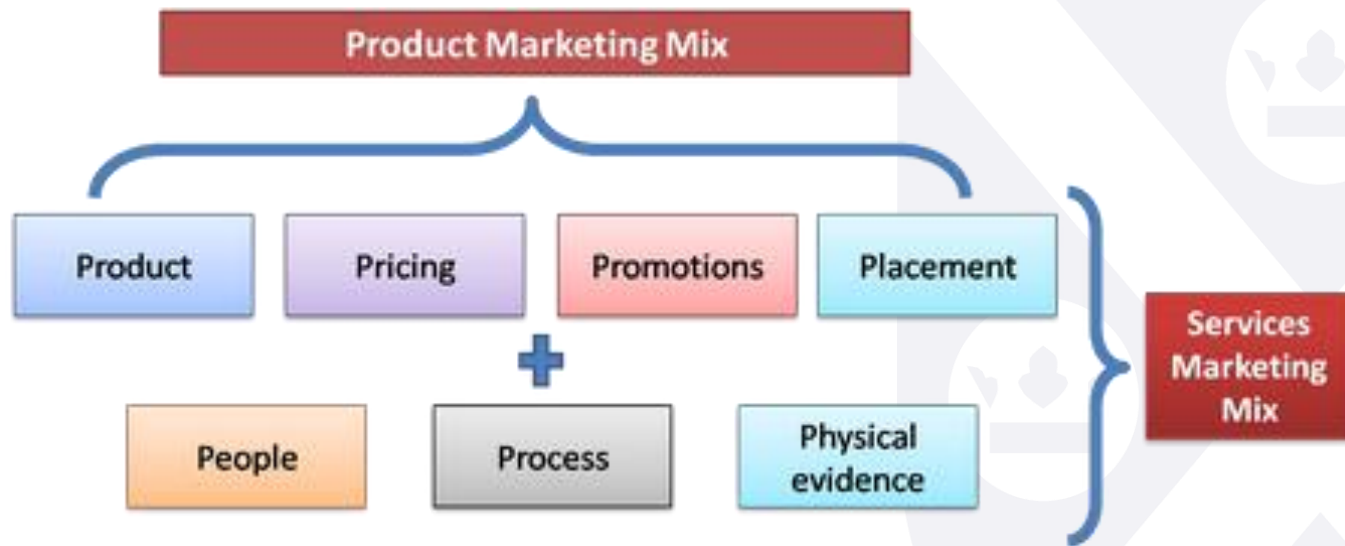 Product Marketing Mix
Product
Pricing
Promotions
Placement
Services
Marketing
Mix
People
Process
Physical
evidence